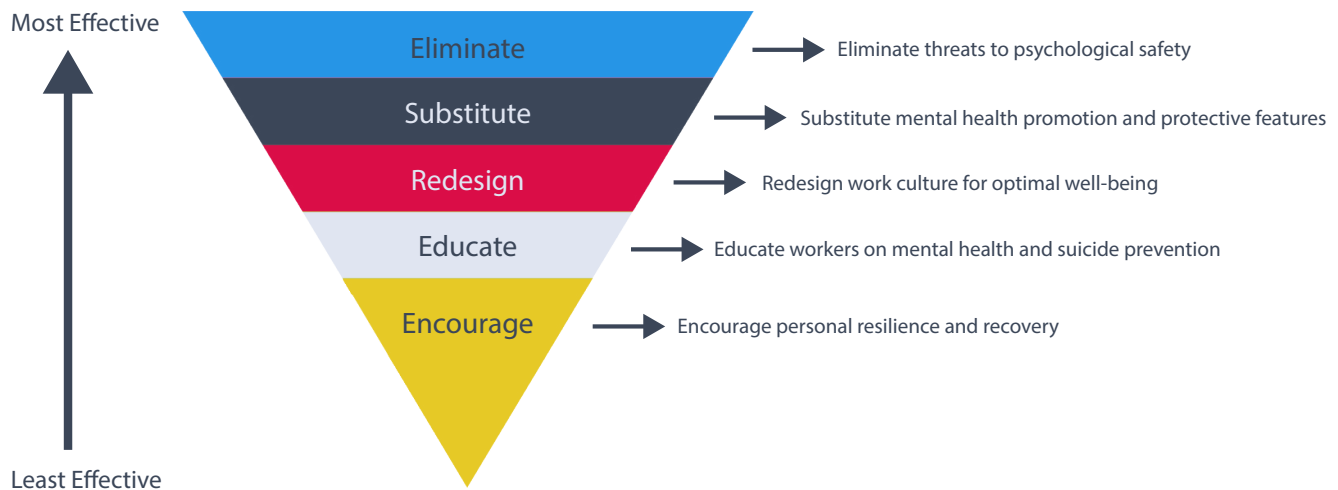 Most Effective
Eliminate
Eliminate threats to psychological safety
Substitute
Substitute mental health promotion and protective features
Redesign
Redesign work culture for optimal well-being
Educate
Educate workers on mental health and suicide prevention
Encourage
Encourage personal resilience and recovery
Least Effective